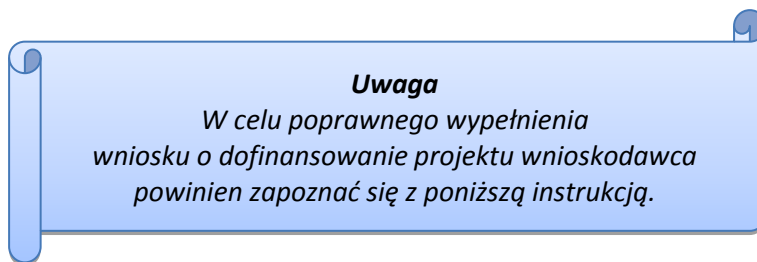 Uwaga
W celu poprawnego wypełnienia
wniosku o dofinansowanie projektu wnioskodawca
powinien zapoznać się z poniższą instrukcją.